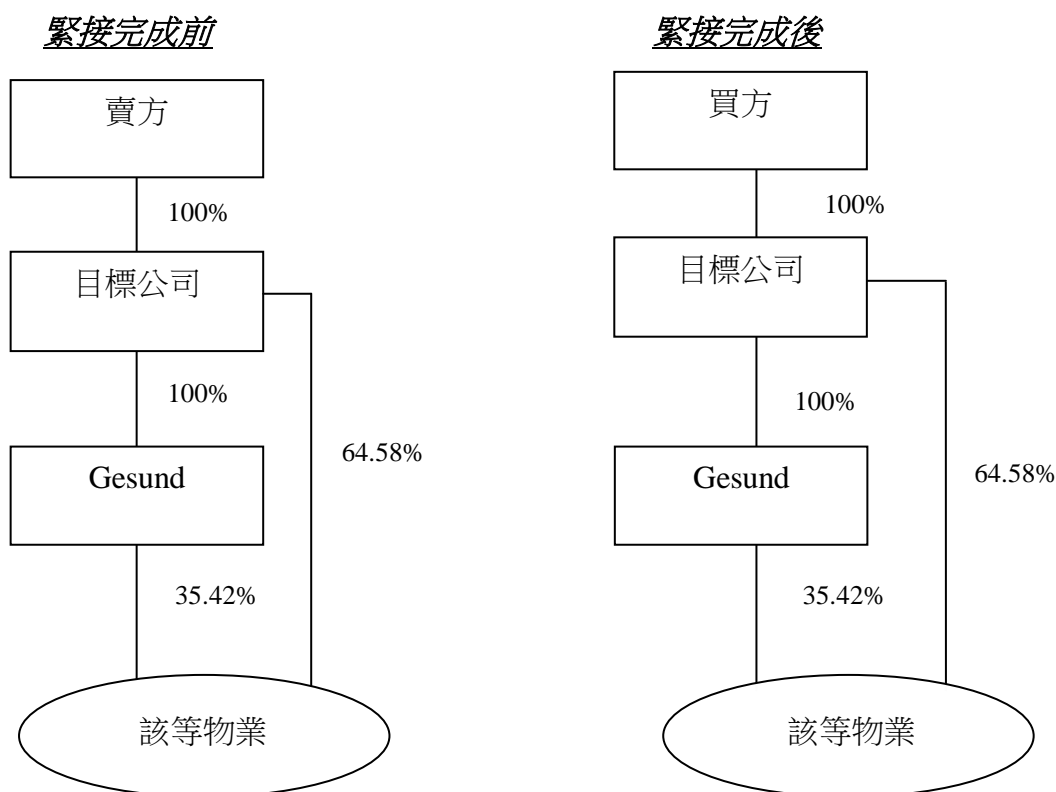 緊接完成前
賣方
100%
目標公司
100%
64.58%
Gesund
35.42%
該等物業
緊接完成後
買方
100%
目標公司
100%
64.58%
Gesund
35.42%
該等物業